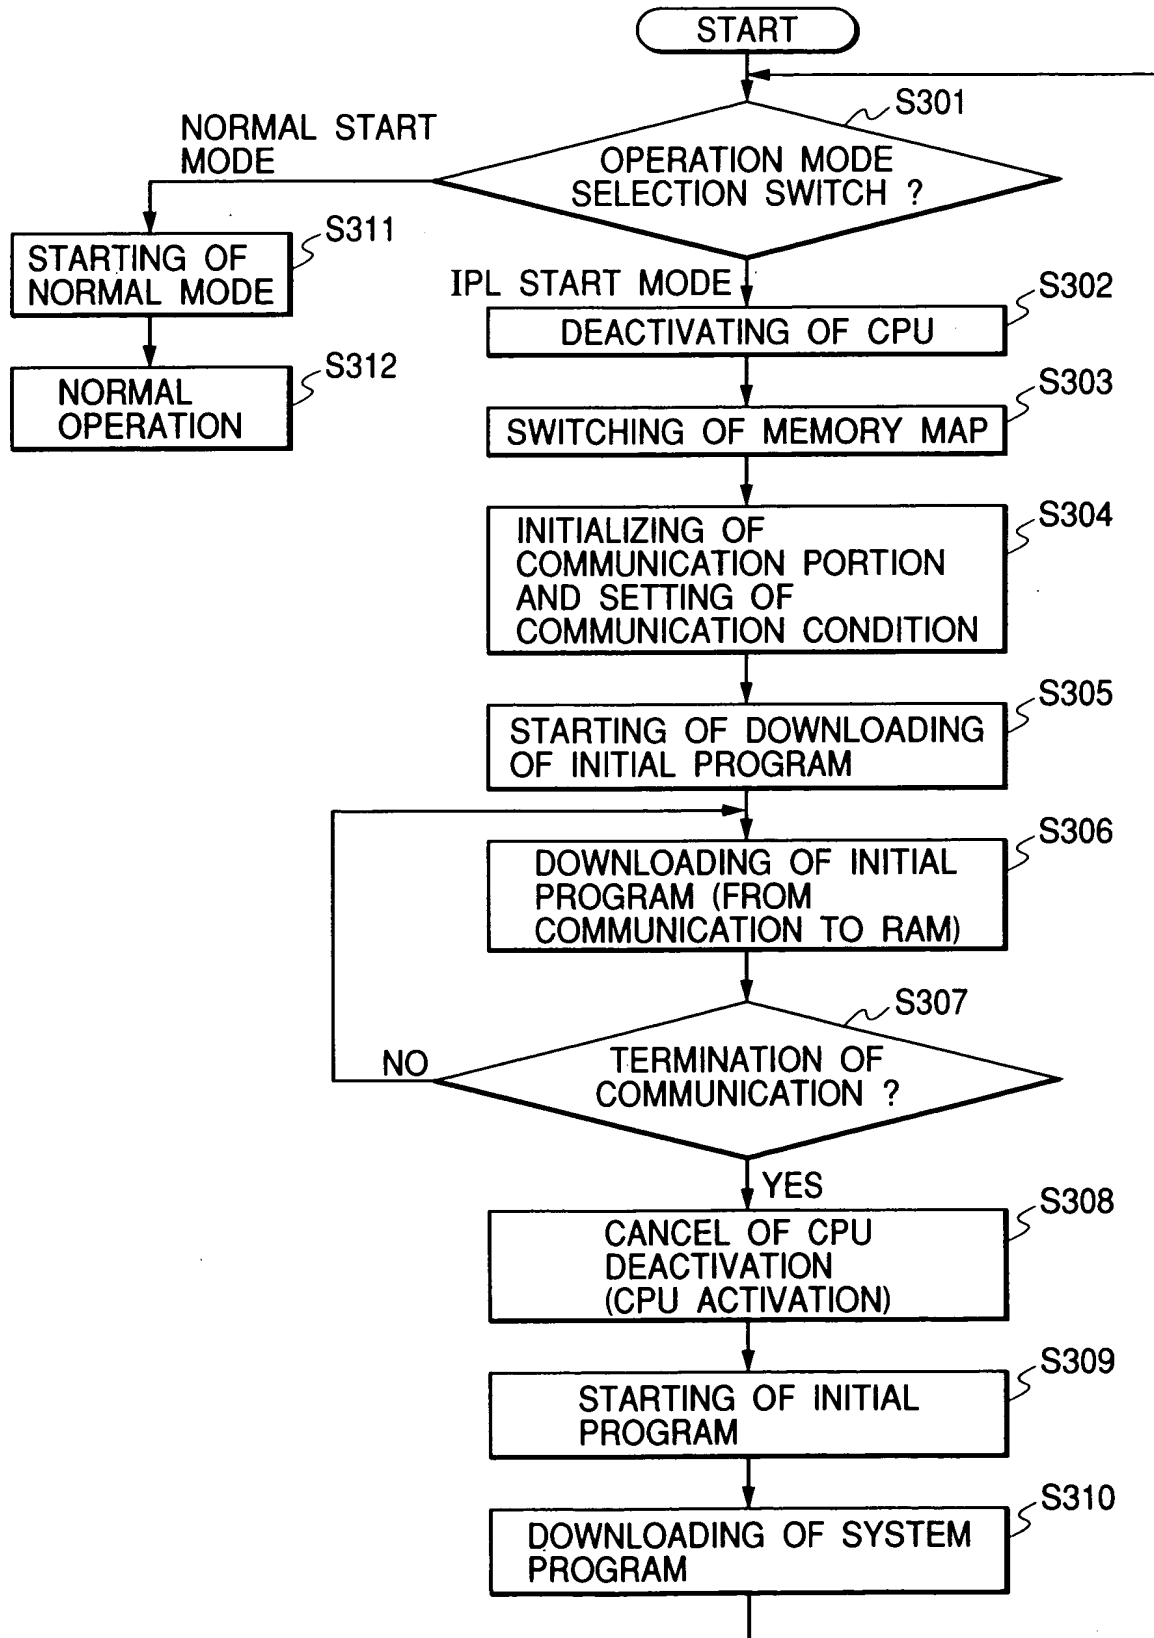 START
S301
NORMAL START
MODE
OPERATION MODE
SELECTION SWITCH ?
S311
STARTING OF
NORMAL MODE
IPL START MODE
S302
DEACTIVATING OF CPU
S312
NORMAL
OPERATION
S303
SWITCHING OF MEMORY MAP
S304
INITIALIZING OF
COMMUNICATION PORTION
AND SETTING OF
COMMUNICATION CONDITION
S305
STARTING OF DOWNLOADING
OF INITIAL PROGRAM
S306
DOWNLOADING OF INITIAL
PROGRAM (FROM
COMMUNICATION TO RAM)
S307
NO
TERMINATION OF
COMMUNICATION ?
YES
S308
CANCEL OF CPU
DEACTIVATION
(CPU ACTIVATION)
S309
STARTING OF INITIAL
PROGRAM
S310
DOWNLOADING OF SYSTEM
PROGRAM